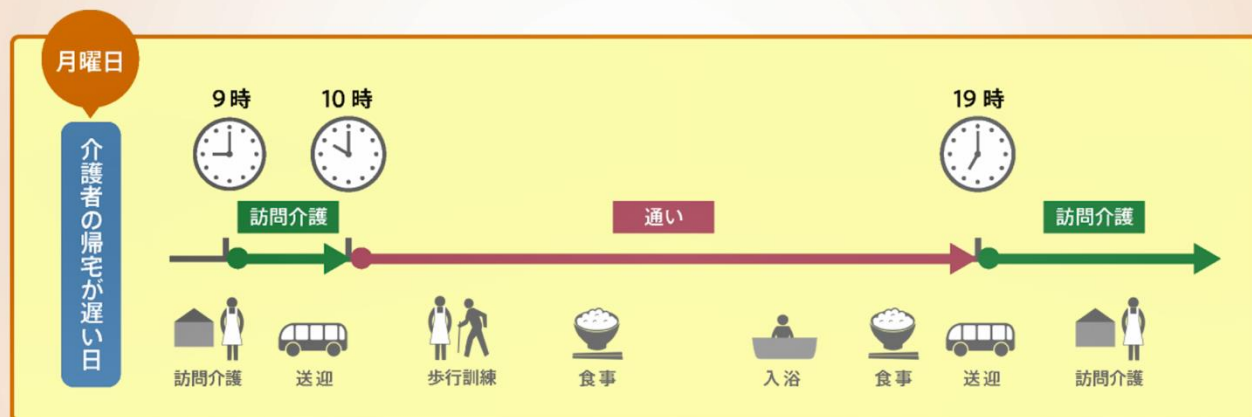 月曜日
介護者の帰宅が遅い日
9時
10時
19時
訪問介護
通い
訪問介護
訪問介護
送迎
歩行訓練
食事
入浴
食事
送迎
訪問介護